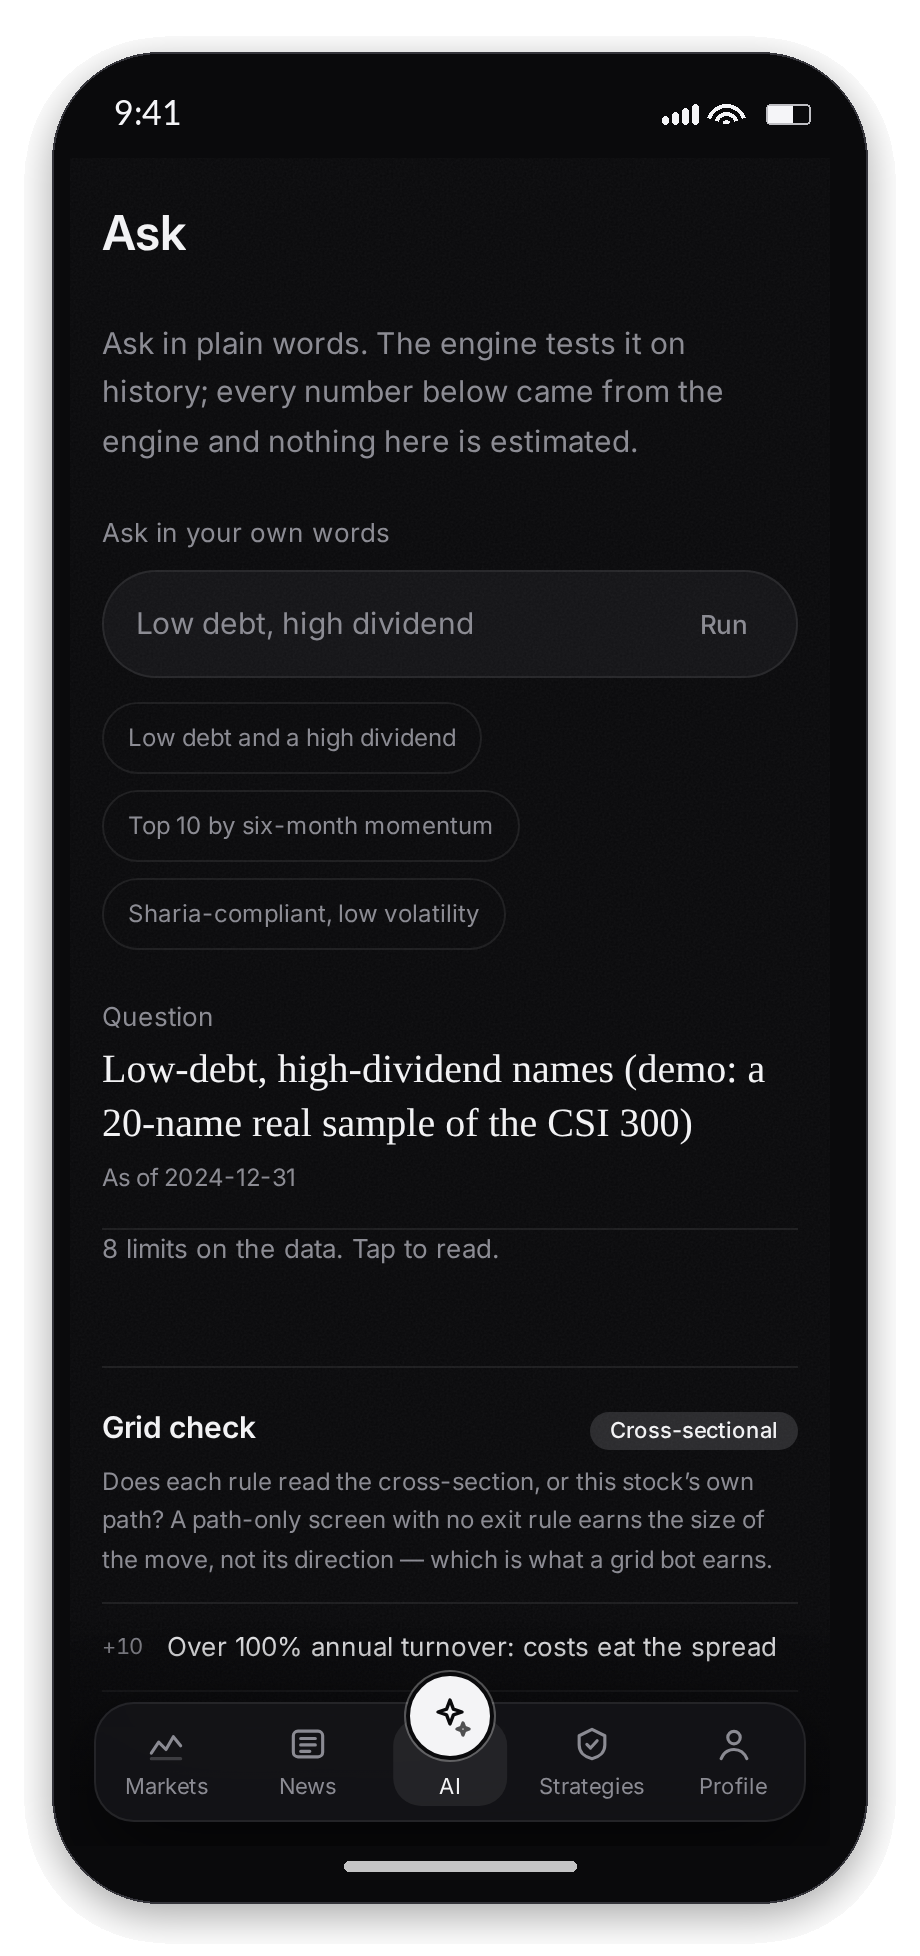 9:41
Ask
Ask in plain words. The engine tests it on
history; every number below came from the
engine and nothing here is estimated.
Ask in your own words
Low debt, high dividend
Run
Low debt and a high dividend
Top 10 by six-month momentum
Sharia-compliant, low volatility
Question
Low-debt, high-dividend names (demo: a
20-name real sample of the CSI 300)
As of 2024-12-31
8 limits on the data. Tap to read.
Grid check
Cross-sectional
Does each rule read the cross-section, or this stock’s own
path? A path-only screen with no exit rule earns the size of
the move, not its direction — which is what a grid bot earns.
+10 Over 100% annual turnover: costs eat the spread
Markets
News
AI
Strategies
Profile